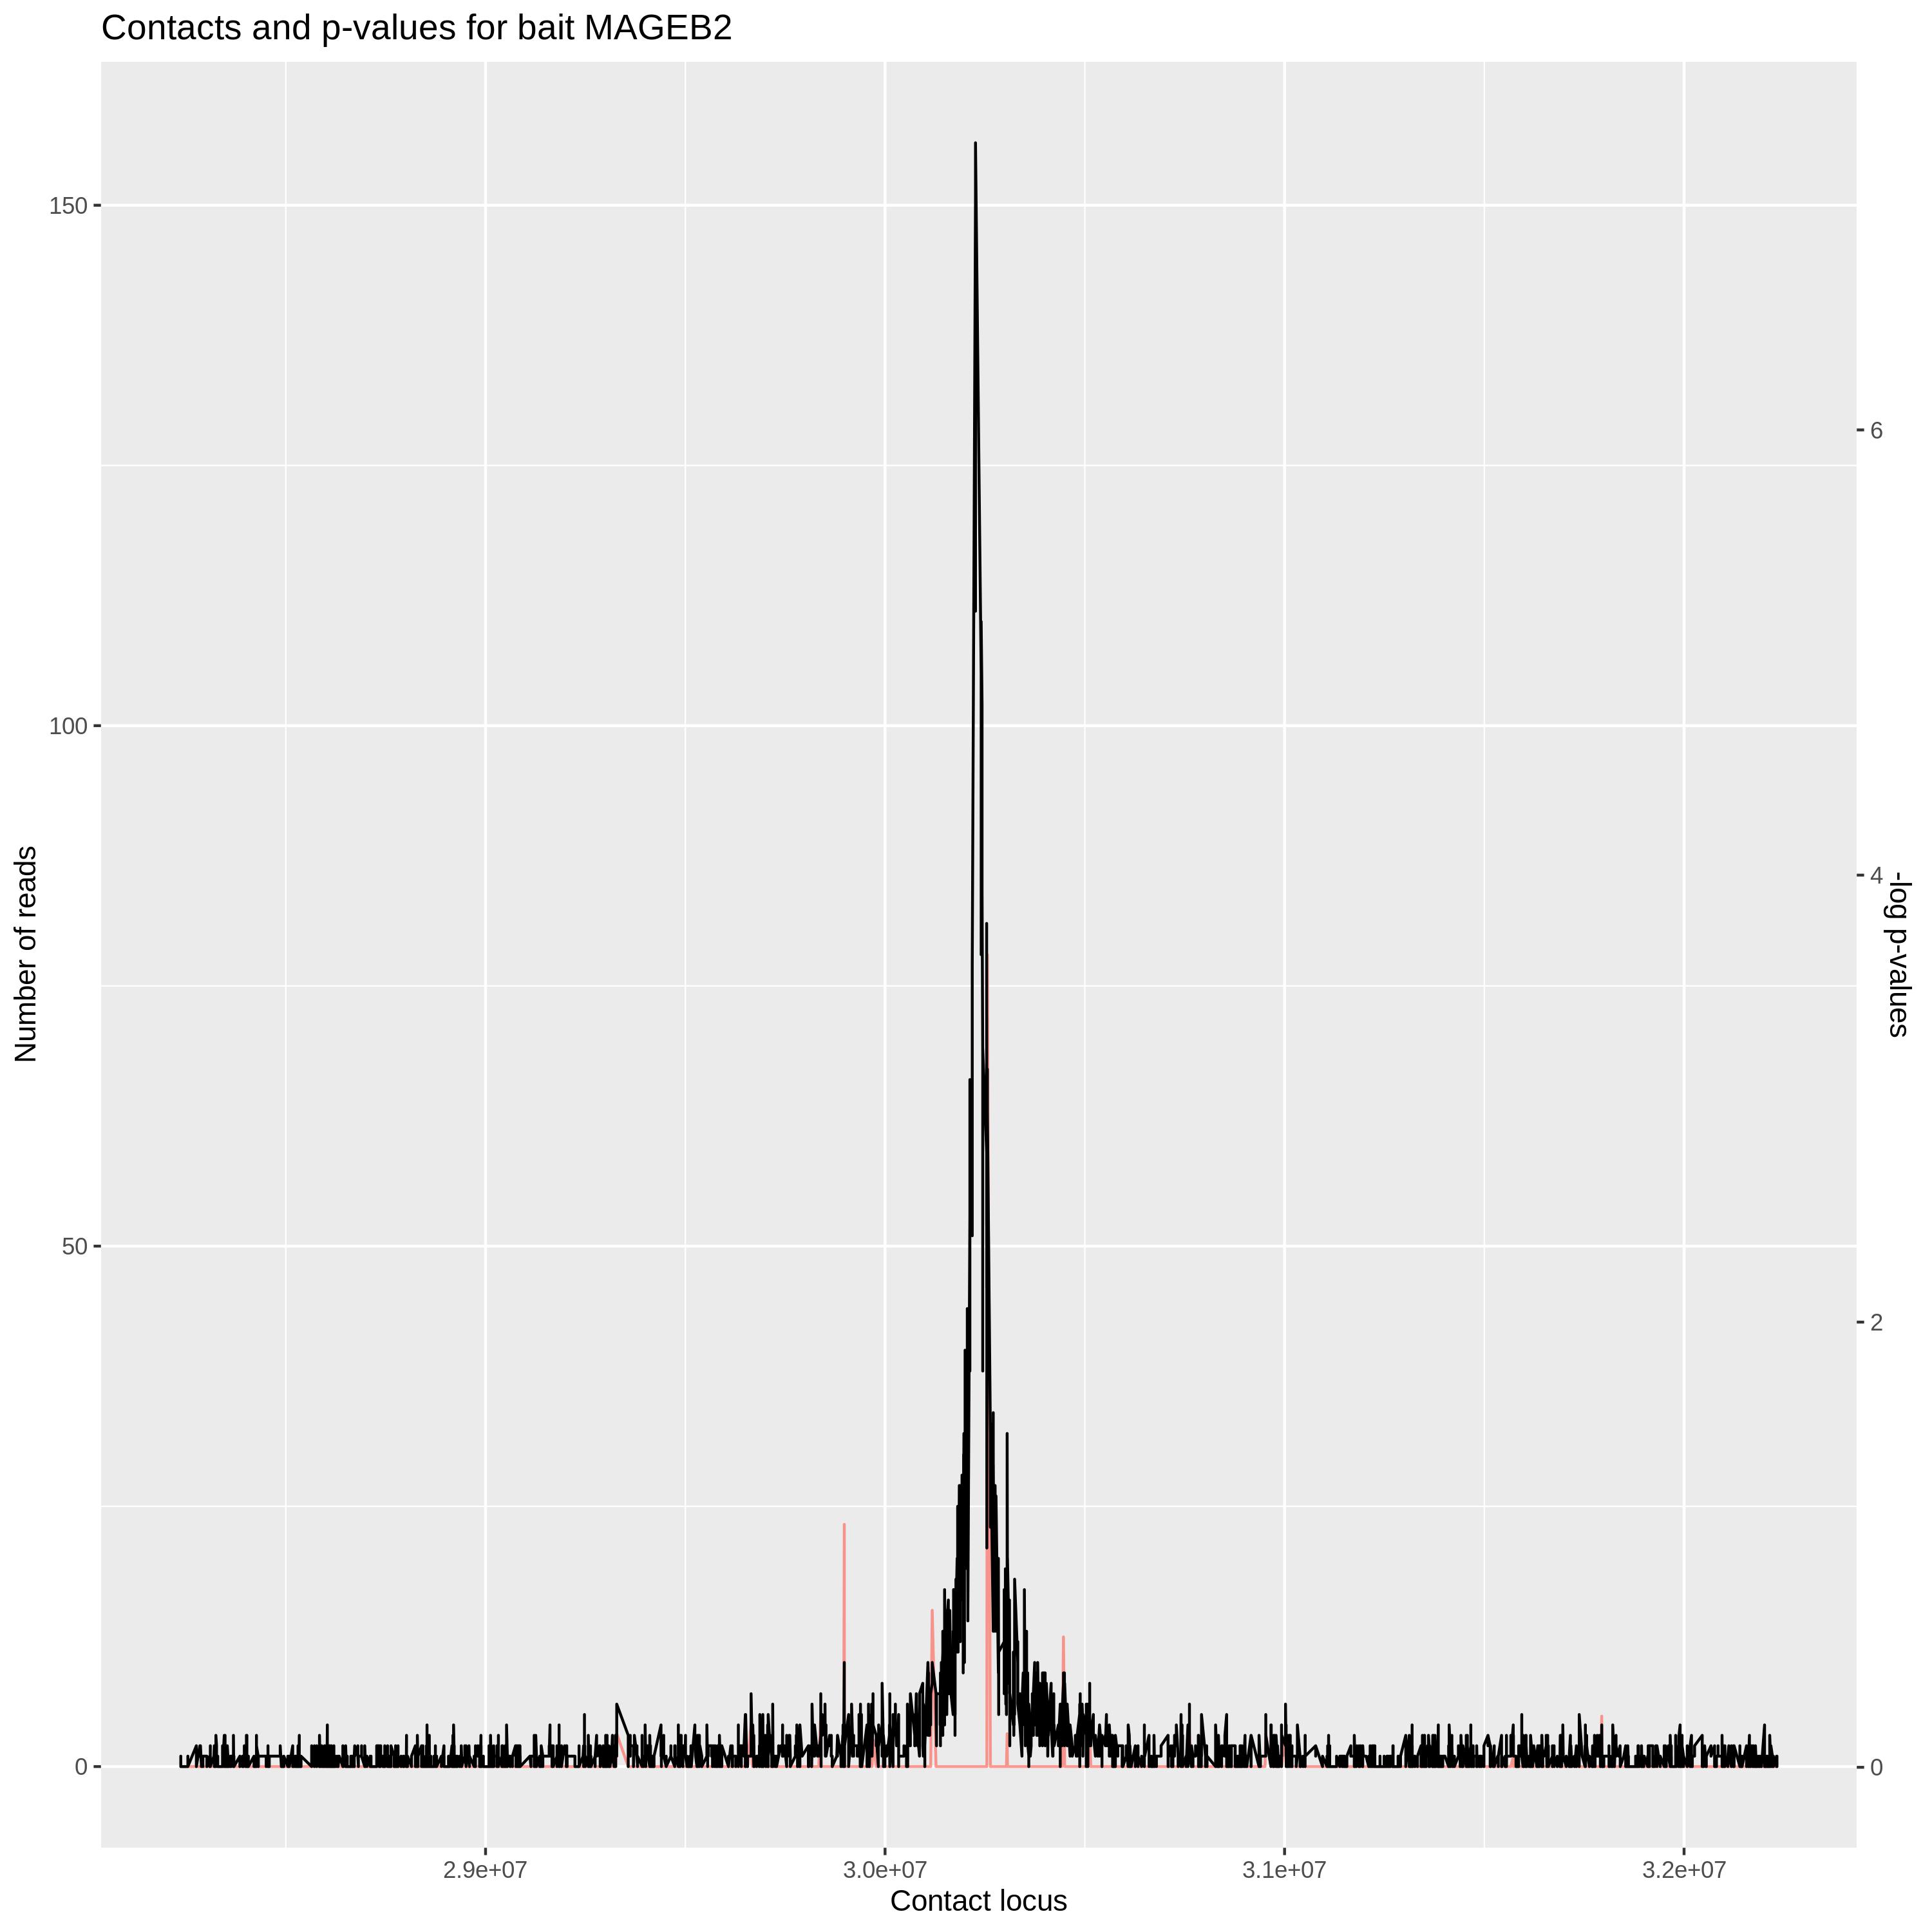 Contacts and p-values for bait MAGEB2
150
100
50
0
Number of reads
6
4
2
0
-log p-values
2.9e+07
3.0e+07
3.1e+07
3.2e+07
Contact locus